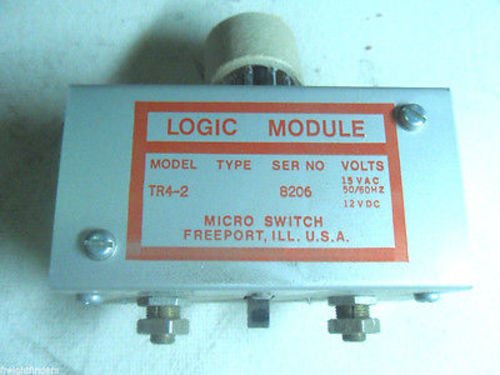 LOGIC MODULE
MODEL TYPE SER NO VOLTS
TR4-2 8206 15 VAC
50/60HZ
12 VDC
MICRO SWITCH
FREEPORT, ILL. U.S.A.
freightfinders